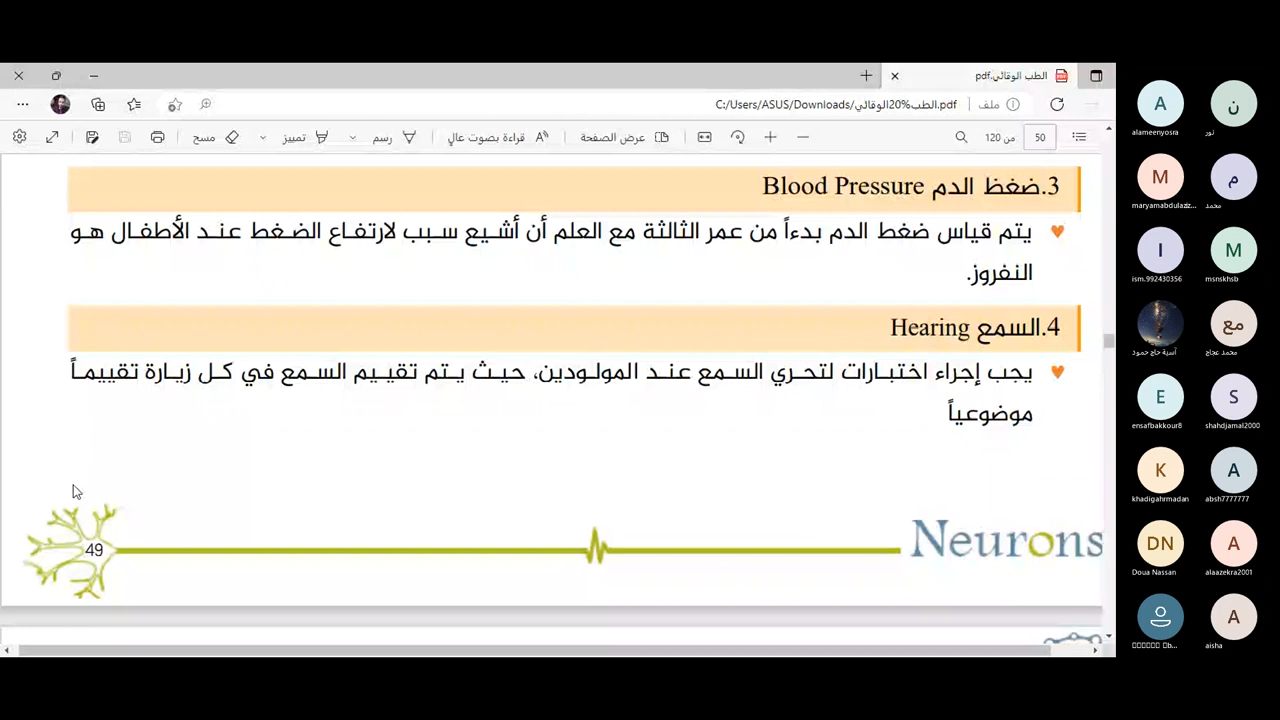 الطب الوقائي.pdf
ملف
C:/Users/ASUS/Downloads/الطب%20الوقائي.pdf
50 من 120
عرض الصفحة
قراءة بصوت عالٍ
رسم
تمييز
مسح
3.ضغظ الدم Blood Pressure
يتم قياس ضغط الدم بدءاً من عمر الثالثة مع العلم أن أشيع سبب لارتفاع الضغط عند الأطفال هو
النفروز.
4.السمع Hearing
يجب إجراء اختبارات لتحري السمع عند المولودين، حيث يتم تقييم السمع في كل زيارة تقييماً
موضوعياً
49
Neurons
A
ن
alameenyosra
نور
M
م
maryamabdulaziz...
محمد
I
M
ism.992430356
msnskhsb
مع
آسية حاج حمود
محمد عجاج
E
S
ensafbakkour8
shahdjamal2000
K
A
khadigahrmadan
absh7777777
DN
A
Doua Nassan
alaazekra2001
A
aisha